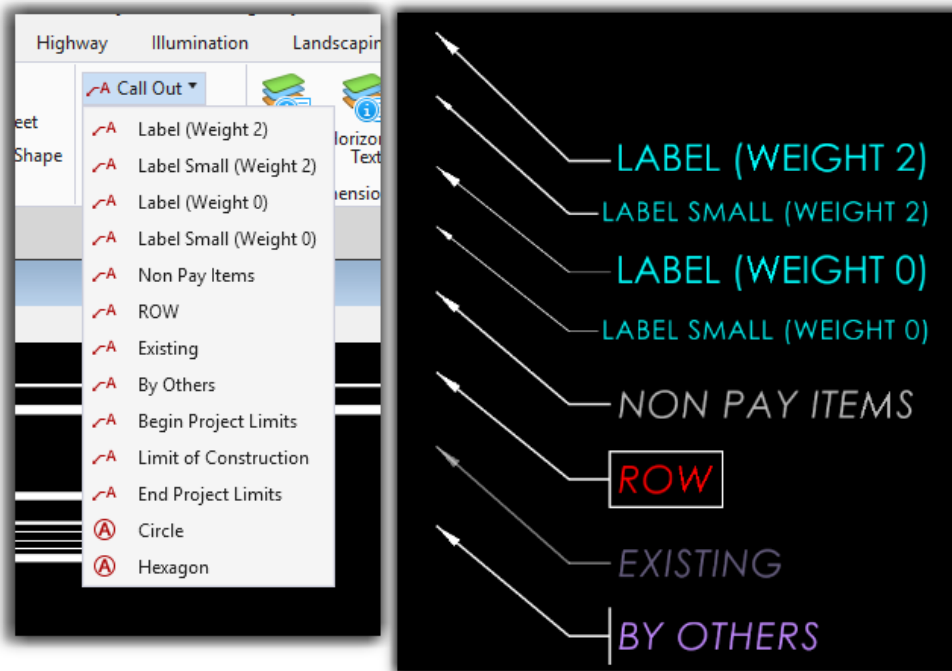 Highway Illumination Landscapin
A Call Out
eet
Shape
Horizon
Text
Dimensio
A Label (Weight 2)
A Label Small (Weight 2)
A Label (Weight 0)
A Label Small (Weight 0)
A Non Pay Items
A ROW
A Existing
A By Others
A Begin Project Limits
A Limit of Construction
A End Project Limits
A Circle
A Hexagon
LABEL (WEIGHT 2)
LABEL SMALL (WEIGHT 2)
LABEL (WEIGHT 0)
LABEL SMALL (WEIGHT 0)
NON PAY ITEMS
ROW
EXISTING
BY OTHERS